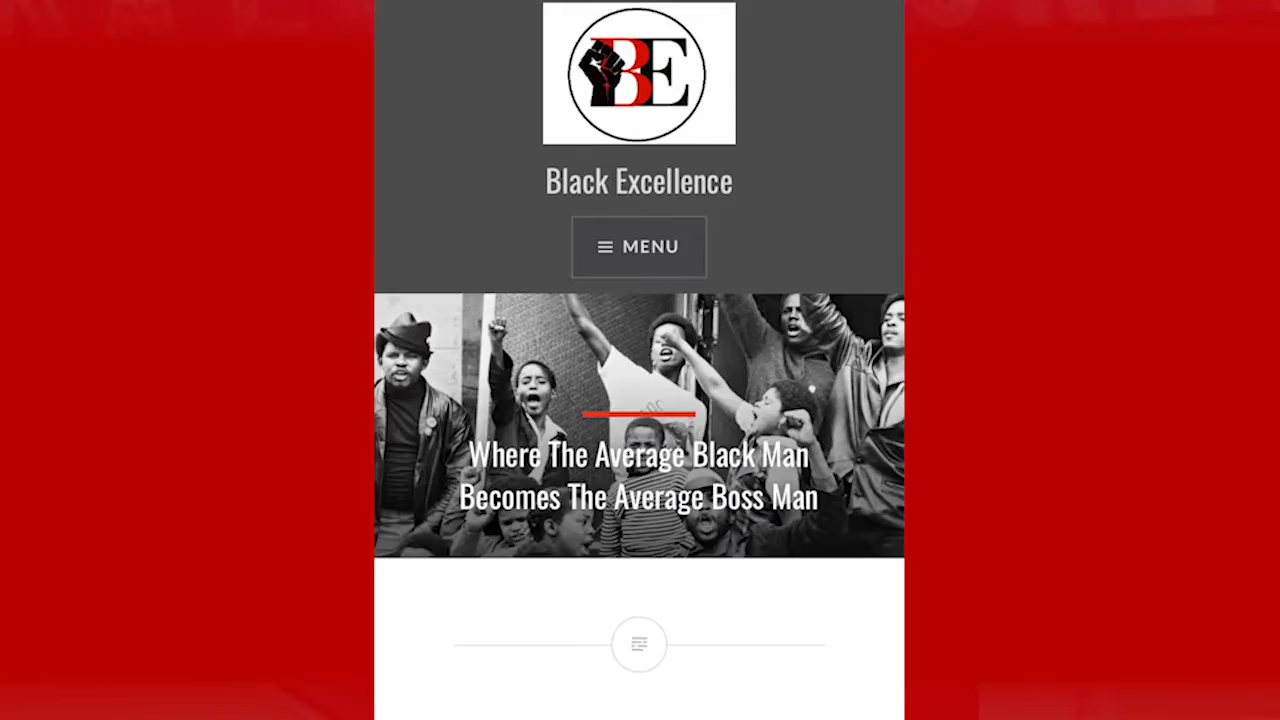 BE
Black Excellence
MENU
Where The Average Black Man
Becomes The Average Boss Man